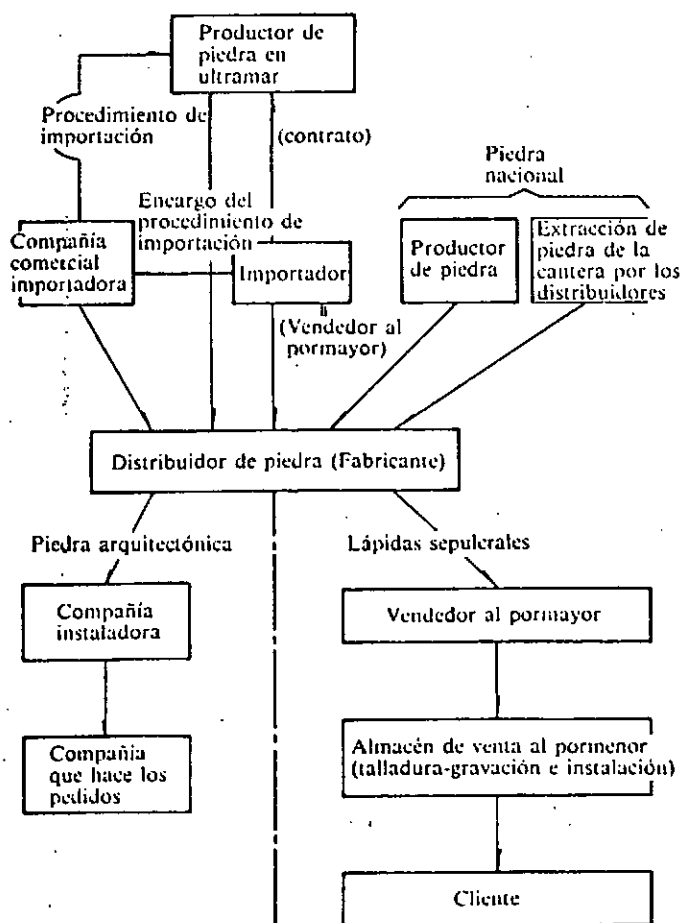 Productor de
piedra en
ultramar
Procedimiento de
importación
(contrato)
Piedra
nacional
Encargo del
procedimiento de
importación
Compañía
comercial
importadora
Importador
Productor
de piedra
Extracción de
piedra de la
cantera por los
distribuidores
(Vendedor al
pormayor)
Distribuidor de piedra (Fabricante)
Piedra arquitectónica
Lápidas sepulcrales
Compañía
instaladora
Vendedor al pormayor
Compañía
que hace los
pedidos
Almacén de venta al pormenor
(talladura-gravación e instalación)
Cliente